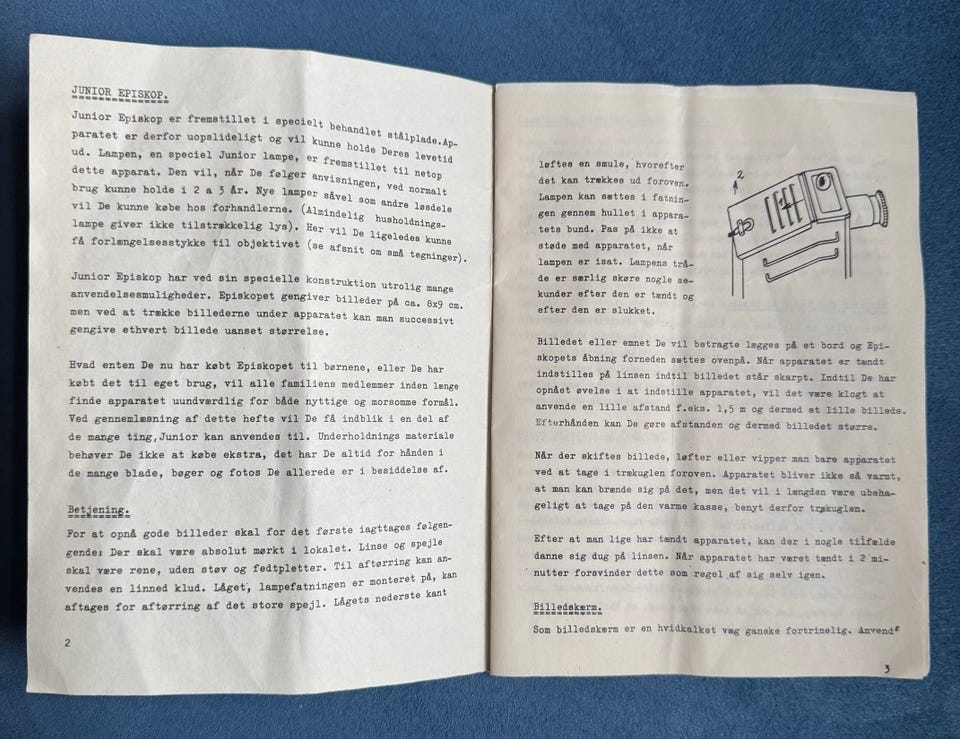 JUNIOR EPISKOP.
Junior Episkop er fremstillet i specielt behandlet stålplade.Ap-
paratet er derfor uopslideligt og vil kunne holde Deres levetid
ud. Lampen, en speciel Junior lampe, er fremstillet til netop
dette apparat. Den vil, når De følger anvisningen, ved normalt
brug kunne holde i 2 a 3 år. Nye lamper såvel som andre løsdele
vil De kunne købe hos forhandlerne. (Almindelig husholdnings-
lampe giver ikke tilstrækkelig lys). Her vil De ligeledes kunne
få forlængelsesstykke til objektivet (se afsnit om små tegninger).
Junior Episkop har ved sin specielle konstruktion utrolig mange
anvendelsesmuligheder. Episkopet gengiver billeder på ca. 8x9 cm.
men ved at trække billederne under apparatet kan man successivt
gengive ethvert billede uanset størrelse.
Hvad enten De nu har købt Episkopet til børnene, eller De har
købt det til eget brug, vil alle familiens medlemmer inden længe
finde apparatet uundværlig for både nyttige og morsomme formål.
Ved gennemlæsning af dette hefte vil De få indblik i en del af
de mange ting,Junior kan anvendes til. Underholdnings materiale
behøver De ikke at købe ekstra, det har De altid for hånden i
de mange blade, bøger og fotos De allerede er i besiddelse af.
Betjening.
For at opnå gode billeder skal for det første iagttages følgen-
gende: Der skal være absolut mørkt i lokalet. Linse og spejle
skal være rene, uden støv og fedtpletter. Til aftørring kan an-
vendes en linned klud. Låget, lampefatningen er monteret på, kan
aftages for aftørring af det store spejl. Lågets nederste kant
2
løftes en smule, hvorefter
det kan trækkes ud foroven.
Lampen kan sættes i fatnin-
gen gennem hullet i appara-
tets bund. Pas på ikke at
støde med apparatet, når
lampen er isat. Lampens trå-
de er særlig skøre nogle se-
kunder efter den er tændt og
efter den er slukket.
2
1
Billedet eller emnet De vil betragte lægges på et bord og Epi-
skopets åbning forneden sættes ovenpå. Når apparatet er tændt
indstilles på linsen indtil billedet står skarpt. Indtil De har
opnået øvelse i at indstille apparatet, vil det være klogt at
anvende en lille afstand f.eks. 1,5 m og dermed et lille billede.
Efterhånden kan De gøre afstanden og dermed billedet større.
Når der skiftes billede, løfter eller vipper man bare apparatet
ved at tage i trækuglen foroven. Apparatet bliver ikke så varmt,
at man kan brænde sig på det, men det vil i længden være ubeha-
geligt at tage på den varme kasse, benyt derfor trækuglen.
Efter at man lige har tændt apparatet, kan der i nogle tilfælde
danne sig dug på linsen. Når apparatet har været tændt i 2 mi-
nutter forsvinder dette som regel af sig selv igen.
Billedskærm.
Som billedskærm er en hvidkalket væg ganske fortrinelig. Anvend
3